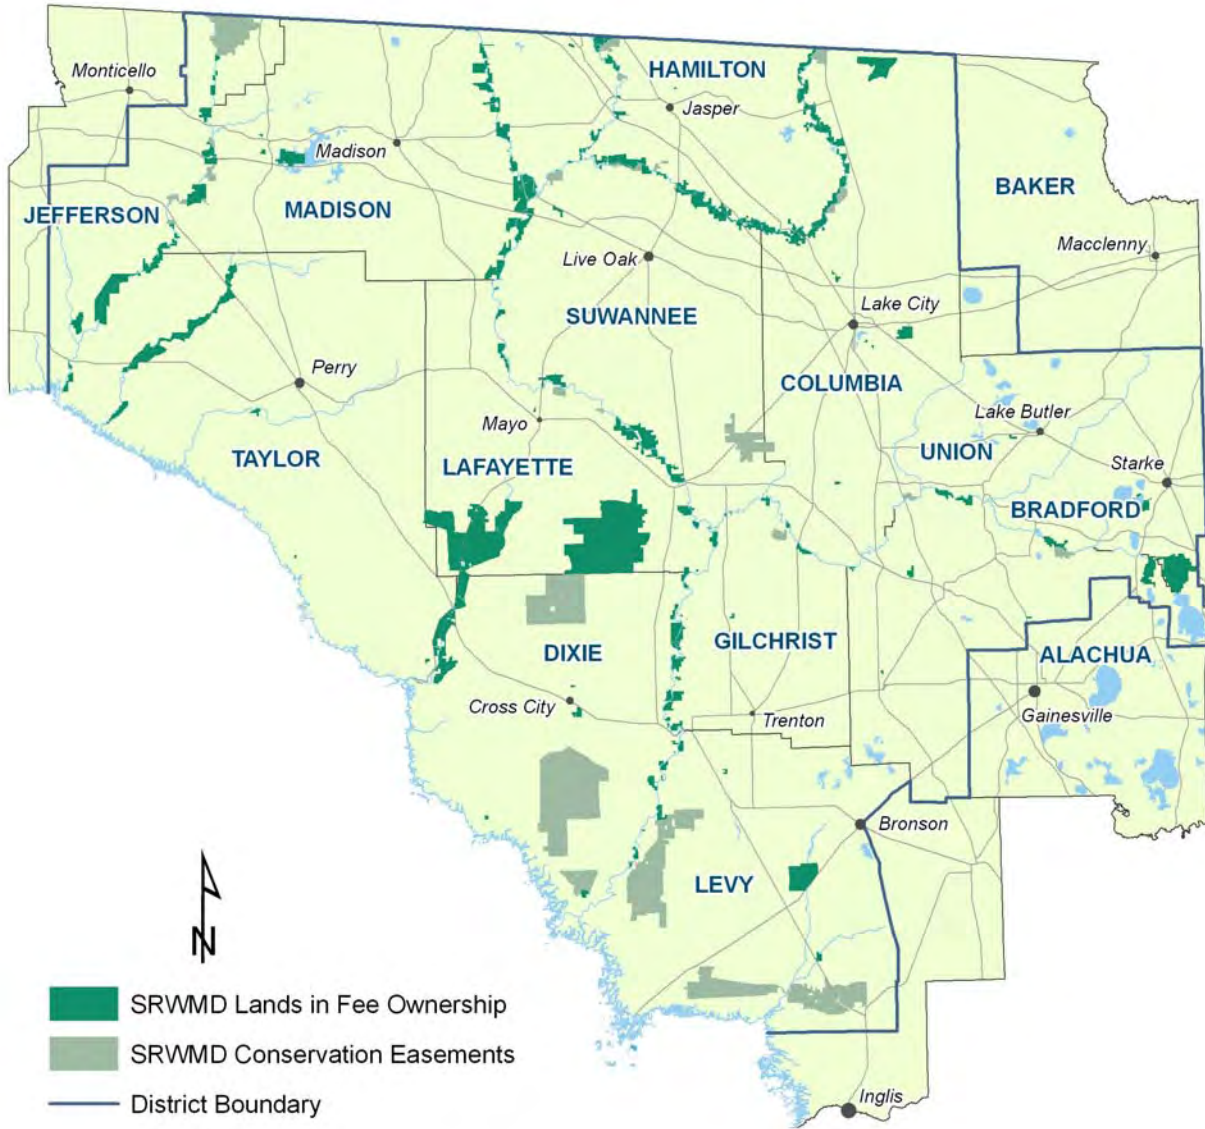 Monticello
HAMILTON
Jasper
Madison
BAKER
JEFFERSON
MADISON
Macclenny
Live Oak
Lake City
SUWANNEE
Perry
COLUMBIA
Lake Butler
Mayo
UNION
TAYLOR
LAFAYETTE
Starke
BRADFORD
GILCHRIST
DIXIE
ALACHUA
Cross City
Trenton
Gainesville
Bronson
LEVY
N
SRWMD Lands in Fee Ownership
SRWMD Conservation Easements
District Boundary
Inglis